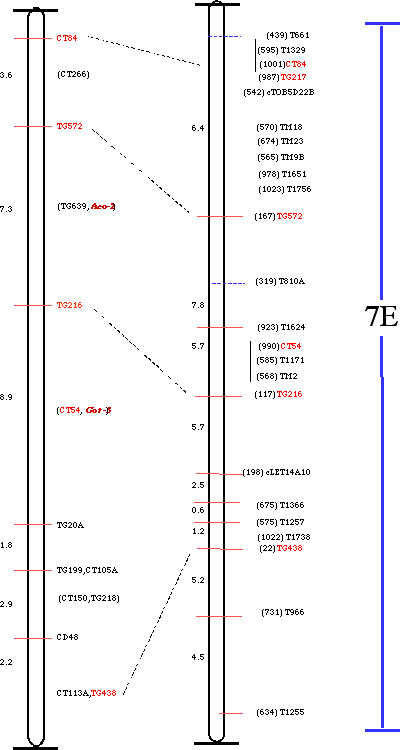 CT84
3.6
(CT266)
TG572
7.3
(TG639, Aco-2)
TG216
8.9
(CT54, Got-β)
TG20A
1.8
TG199,CT105A
(CT150,TG218)
2.9
CD48
2.2
CT113A,TG438
(439) T661
(595) T1329
(1001)CT84
(987) TG217
(542) cTOB5D22B
6.4
(570) TM18
(674) TM23
(565) TM9B
(978) T1651
(1023) T1756
(167) TG572
(319) T810A
7.8
(923) T1624
5.7
(990) CT54
(585) T1171
(568) TM2
(117) TG216
5.7
(198) cLET14A10
2.5
(675) T1366
0.6
(575) T1257
1.2
(1022) T1738
(22) TG438
5.2
(731) T966
4.5
(634) T1255
7E